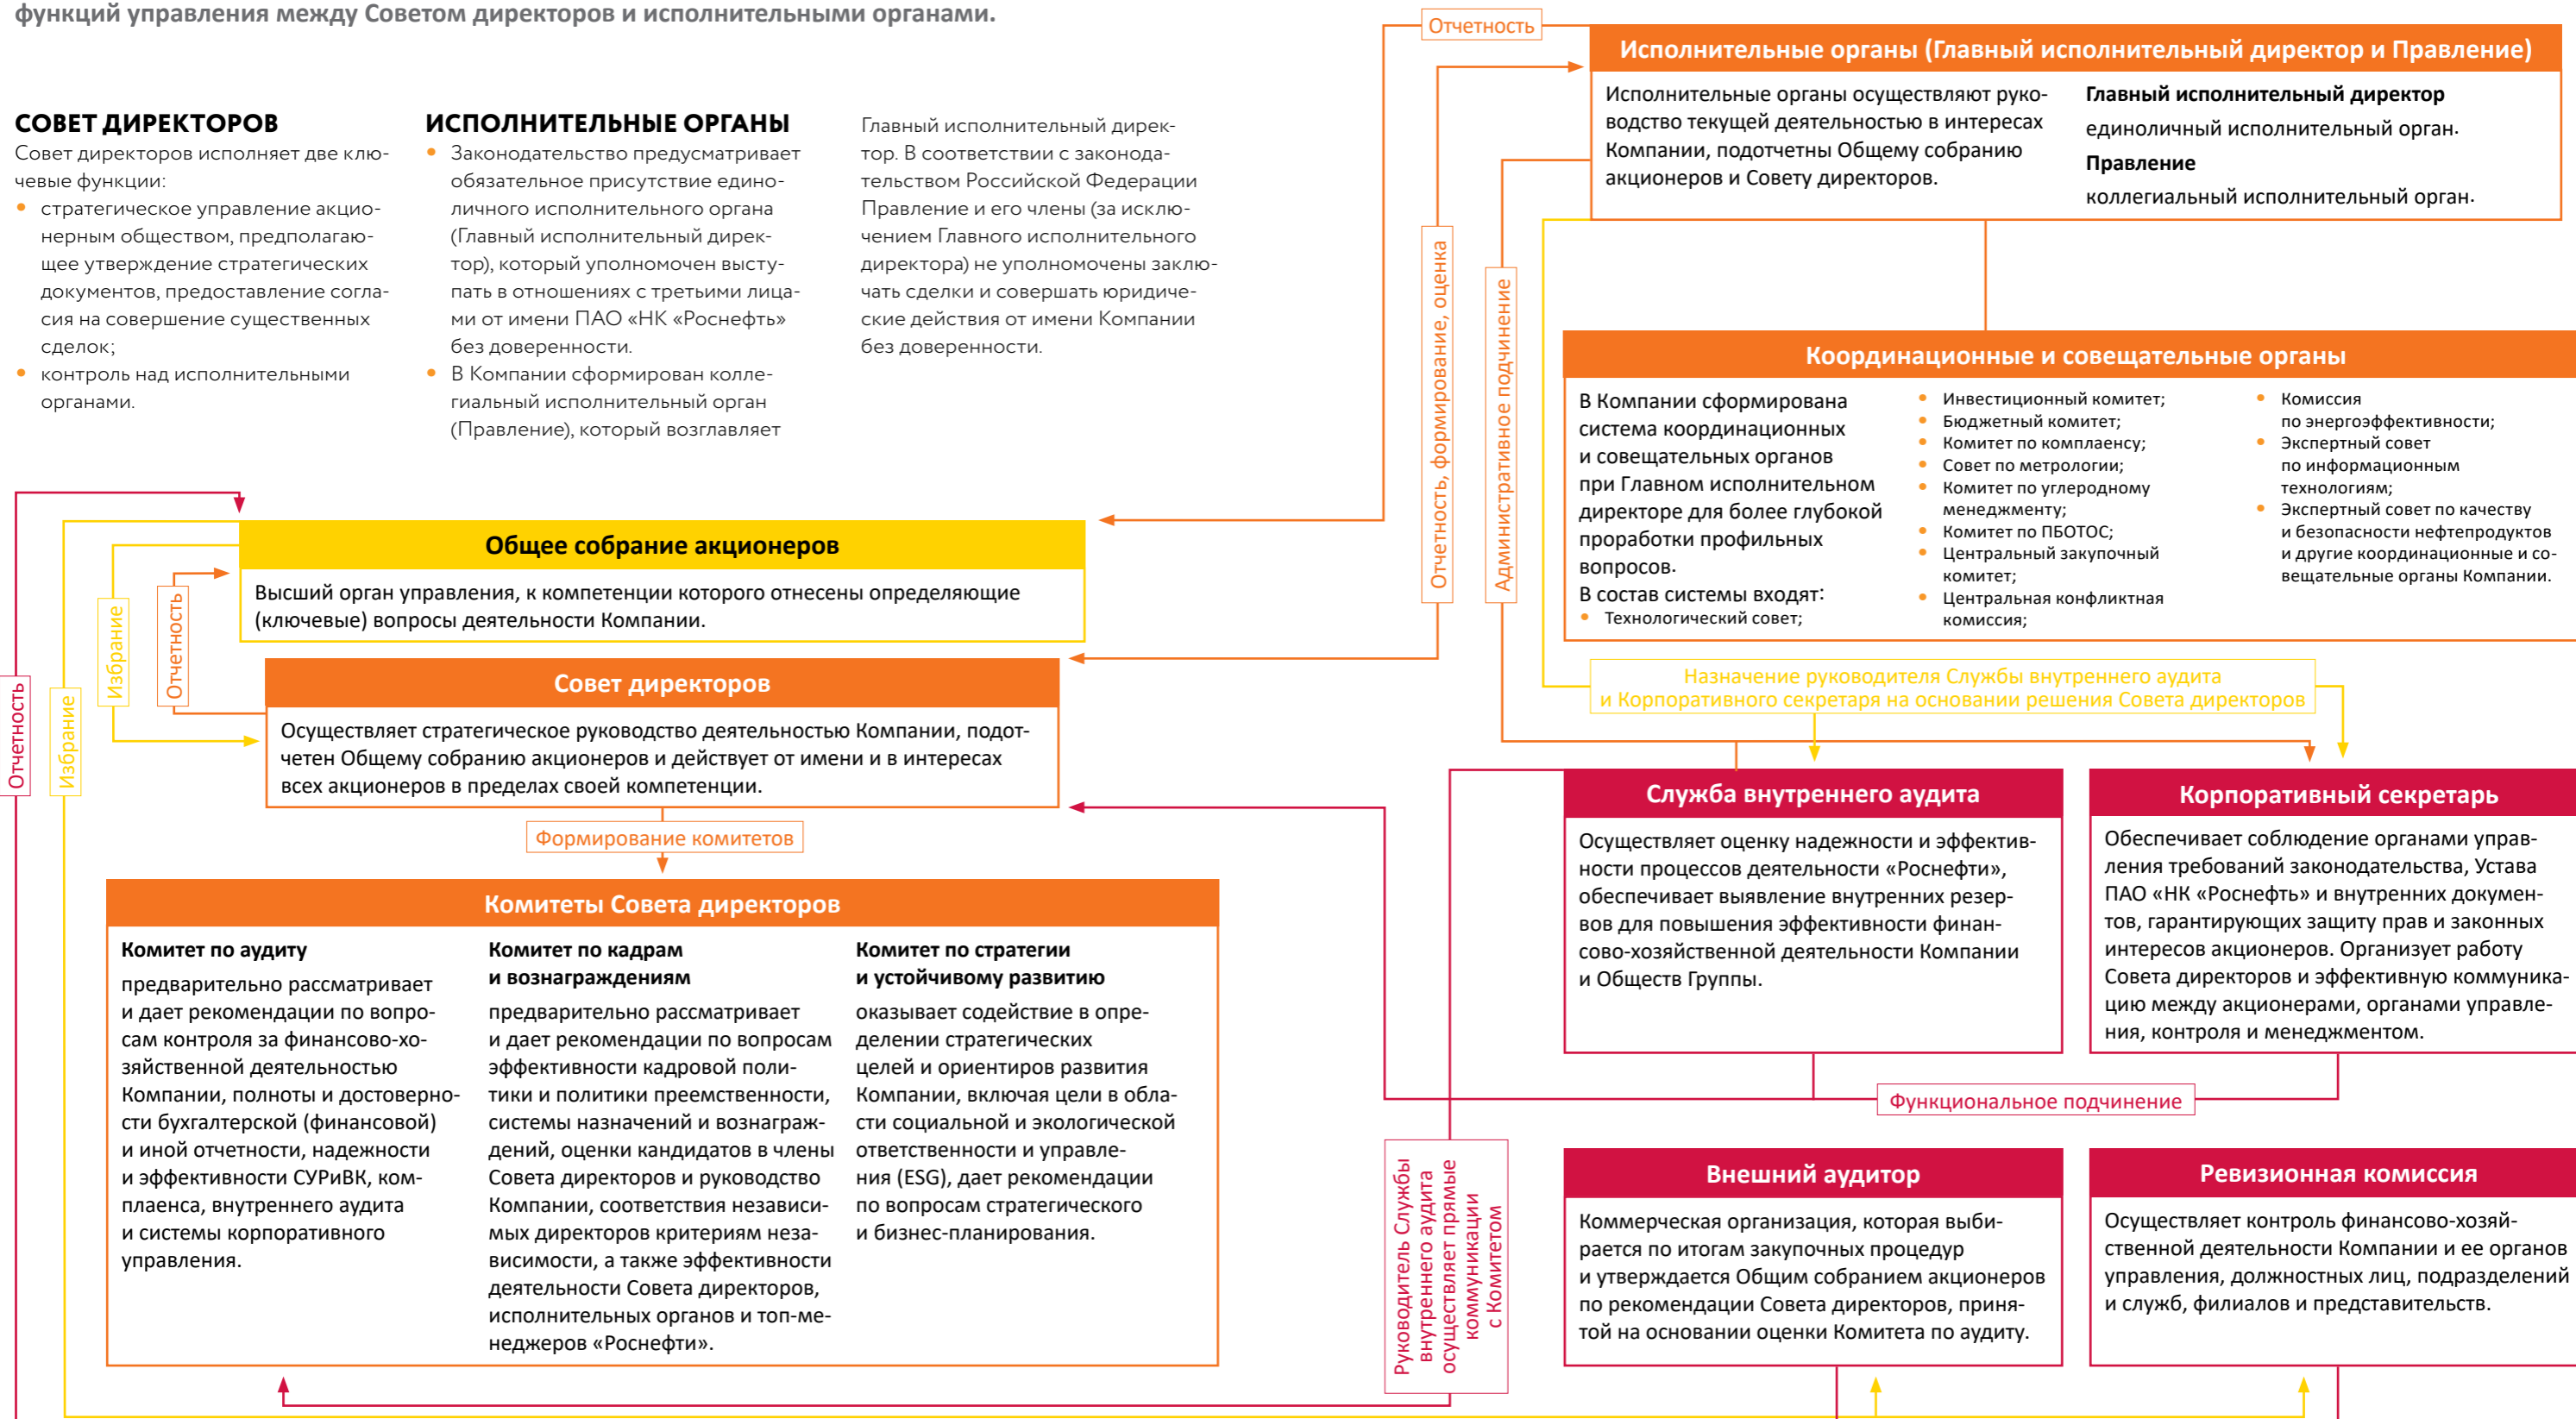 функций управления между Советом директоров и исполнительными органами.
СОВЕТ ДИРЕКТОРОВ
Совет директоров исполняет две клю-
чевые функции:
• стратегическое управление акцио-
нерным обществом, предполагаю-
щее утверждение стратегических
документов, предоставление согла-
сия на совершение существенных
сделок;
• контроль над исполнительными
органами.
ИСПОЛНИТЕЛЬНЫЕ ОРГАНЫ
• Законодательство предусматривает
обязательное присутствие едино-
личного исполнительного органа
(Главный исполнительный дирек-
тор), который уполномочен высту-
пать в отношениях с третьими лица-
ми от имени ПАО «НК «Роснефть»
без доверенности.
• В Компании сформирован колле-
гиальный исполнительный орган
(Правление), который возглавляет
Главный исполнительный дирек-
тор. В соответствии с законода-
тельством Российской Федерации
Правление и его члены (за исклю-
чением Главного исполнительного
директора) не уполномочены заклю-
чать сделки и совершать юридиче-
ские действия от имени Компании
без доверенности.
Отчетность
Исполнительные органы (Главный исполнительный директор и Правление)
Исполнительные органы осуществляют руко-
водство текущей деятельностью в интересах
Компании, подотчетны Общему собранию
акционеров и Совету директоров.
Главный исполнительный директор
единоличный исполнительный орган.
Правление
коллегиальный исполнительный орган.
Отчетность, формирование, оценка
Административное подчинение
Координационные и совещательные органы
В Компании сформирована
система координационных
и совещательных органов
при Главном исполнительном
директоре для более глубокой
проработки профильных
вопросов.
В состав системы входят:
• Технологический совет;
• Инвестиционный комитет;
• Бюджетный комитет;
• Комитет по комплаенсу;
• Совет по метрологии;
• Комитет по углеродному
менеджменту;
• Комитет по ПБОТОС;
• Центральный закупочный
комитет;
• Центральная конфликтная
комиссия;
• Комиссия
по энергоэффективности;
• Экспертный совет
по информационным
технологиям;
• Экспертный совет по качеству
и безопасности нефтепродуктов
и другие координационные и со-
вещательные органы Компании.
Отчетность
Избрание
Избрание
Отчетность
Общее собрание акционеров
Высший орган управления, к компетенции которого отнесены определяющие
(ключевые) вопросы деятельности Компании.
Совет директоров
Осуществляет стратегическое руководство деятельностью Компании, подот-
четен Общему собранию акционеров и действует от имени и в интересах
всех акционеров в пределах своей компетенции.
Формирование комитетов
Комитеты Совета директоров
Комитет по аудиту
предварительно рассматривает
и дает рекомендации по вопро-
сам контроля за финансово-хо-
зяйственной деятельностью
Компании, полноты и достоверно-
сти бухгалтерской (финансовой)
и иной отчетности, надежности
и эффективности СУРиВК, ком-
плаенса, внутреннего аудита
и системы корпоративного
управления.
Комитет по кадрам
и вознаграждениям
предварительно рассматривает
и дает рекомендации по вопросам
эффективности кадровой поли-
тики и политики преемственности,
системы назначений и вознаграж-
дений, оценки кандидатов в члены
Совета директоров и руководство
Компании, соответствия независи-
мых директоров критериям неза-
висимости, а также эффективности
деятельности Совета директоров,
исполнительных органов и топ-ме-
неджеров «Роснефти».
Комитет по стратегии
и устойчивому развитию
оказывает содействие в опре-
делении стратегических
целей и ориентиров развития
Компании, включая цели в обла-
сти социальной и экологической
ответственности и управле-
ния (ESG), дает рекомендации
по вопросам стратегического
и бизнес-планирования.
Назначение руководителя Службы внутреннего аудита
и Корпоративного секретаря на основании решения Совета директоров
Служба внутреннего аудита
Осуществляет оценку надежности и эффектив-
ности процессов деятельности «Роснефти»,
обеспечивает выявление внутренних резер-
вов для повышения эффективности финан-
сово-хозяйственной деятельности Компании
и Обществ Группы.
Корпоративный секретарь
Обеспечивает соблюдение органами управ-
ления требований законодательства, Устава
ПАО «НК «Роснефть» и внутренних докумен-
тов, гарантирующих защиту прав и законных
интересов акционеров. Организует работу
Совета директоров и эффективную коммуника-
цию между акционерами, органами управле-
ния, контроля и менеджментом.
Функциональное подчинение
Руководитель Службы
внутреннего аудита
осуществляет прямые
коммуникации
с Комитетом
Внешний аудитор
Коммерческая организация, которая выби-
рается по итогам закупочных процедур
и утверждается Общим собранием акционеров
по рекомендации Совета директоров, приня-
той на основании оценки Комитета по аудиту.
Ревизионная комиссия
Осуществляет контроль финансово-хозяй-
ственной деятельности Компании и ее органов
управления, должностных лиц, подразделений
и служб, филиалов и представительств.